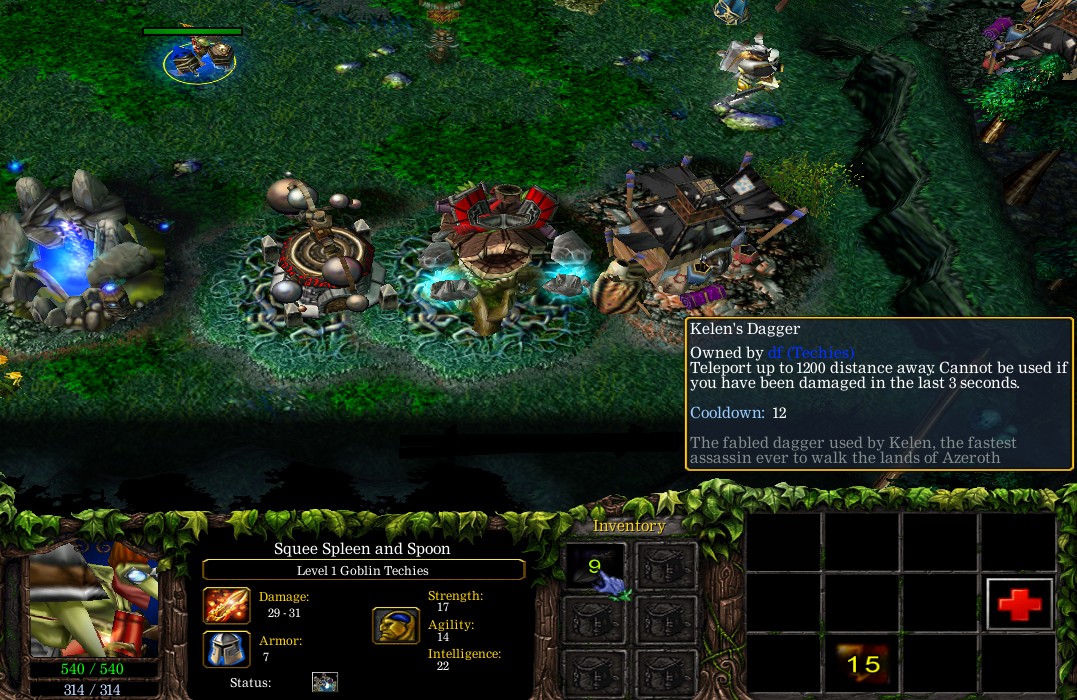 Kelen's Dagger
Owned by df (Techies)
Teleport up to 1200 distance away. Cannot be used if
you have been damaged in the last 3 seconds.
Cooldown: 12
The fabled dagger used by Kelen, the fastest
assassin ever to walk the lands of Azeroth
Squee Spleen and Spoon
Level 1 Goblin Techies
Damage:
29 - 31
Armor:
7
Status:
Strength:
17
Agility:
14
Intelligence:
22
540 / 540
314 / 314
Inventory
9
15